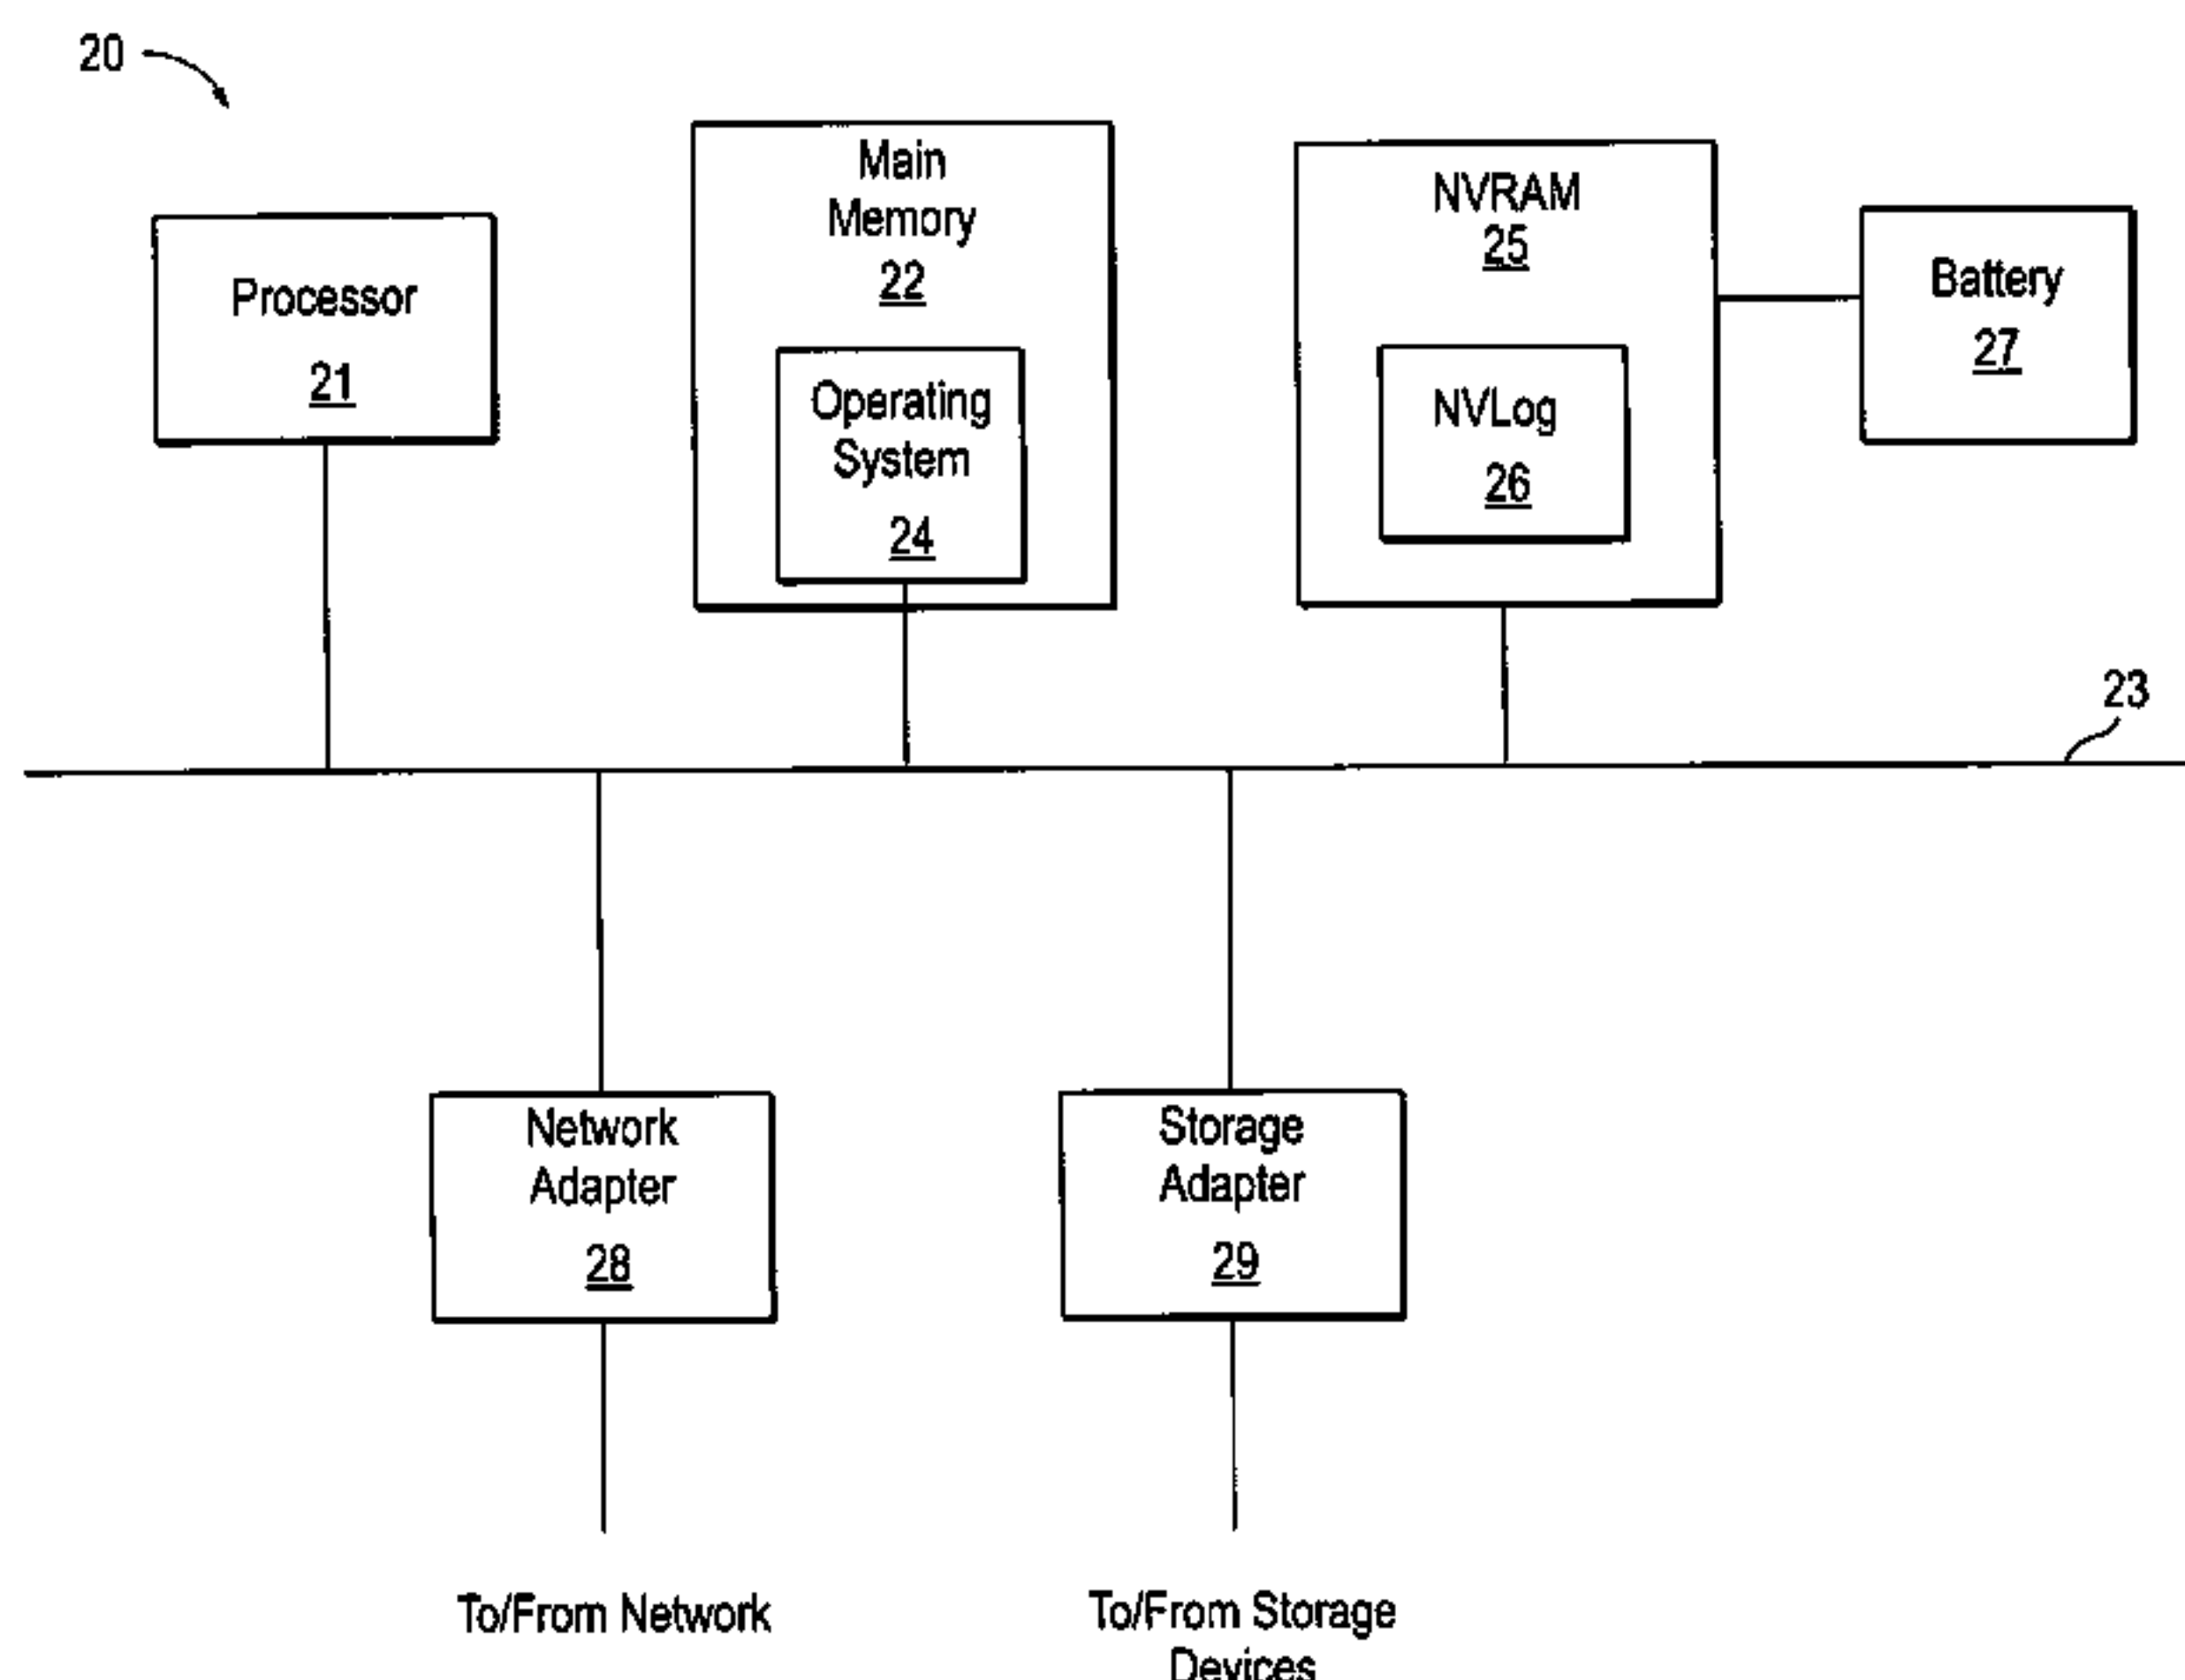 20
Main
Memory
22
NVRAM
25
Processor
21
Battery
27
Operating
System
24
NVLog
26
23
Network
Adapter
28
Storage
Adapter
29
To/From Network
To/From Storage
Devices